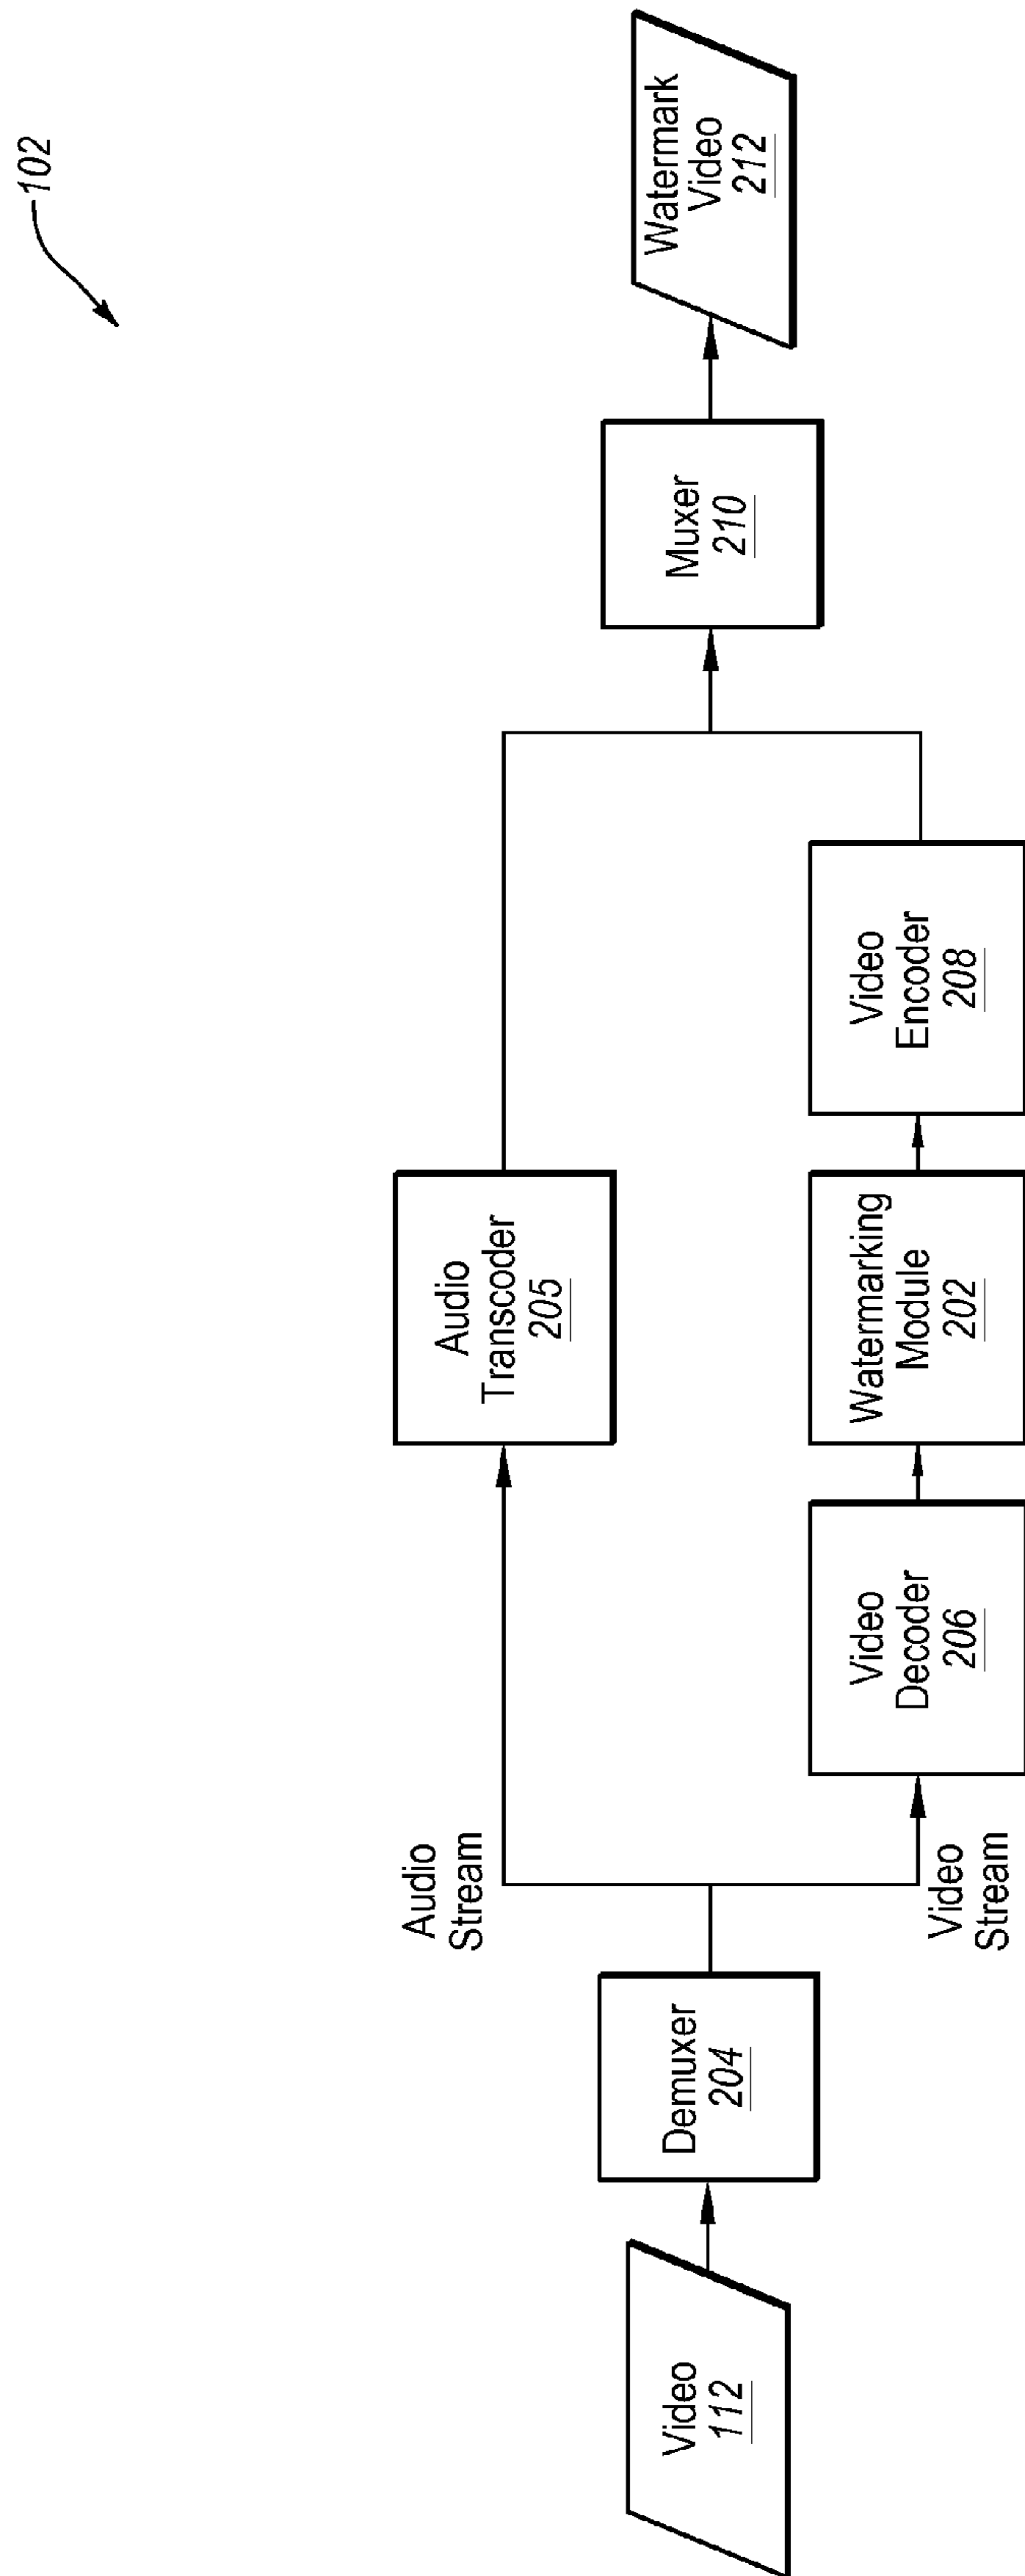 102
Video
112
Demuxer
204
Audio
Stream
Video
Stream
Audio
Transcoder
205
Video
Decoder
206
Watermarking
Module
202
Video
Encoder
208
Muxer
210
Watermark
Video
212